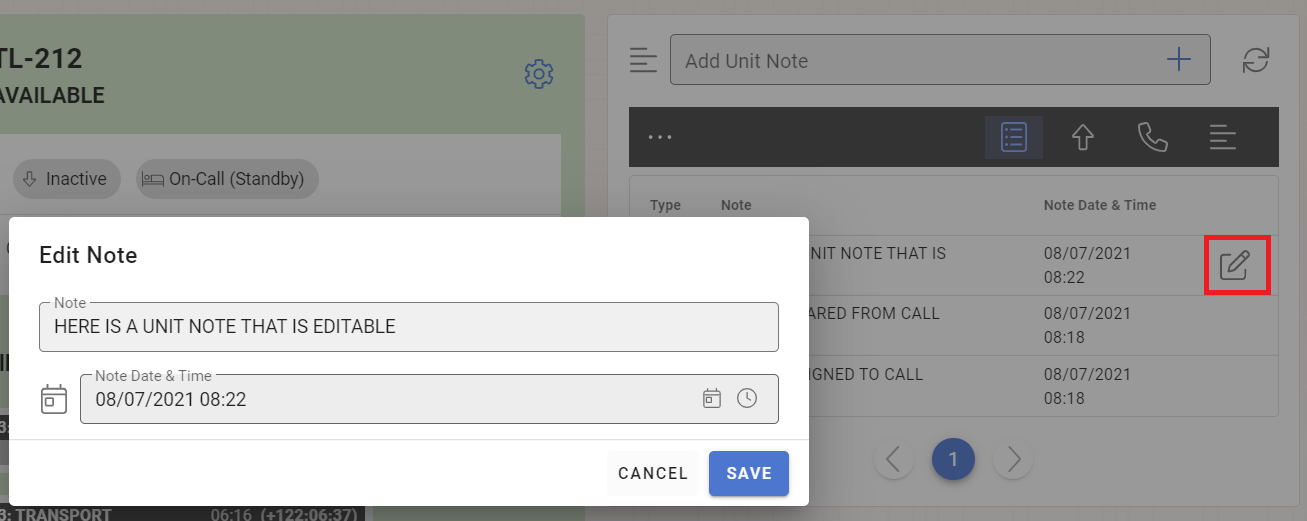 TL-212
AVAILABLE
Inactive
On-Call (Standby)
Add Unit Note
Type Note Note Date & Time
NIT NOTE THAT IS 08/07/2021
08:22
ARED FROM CALL 08/07/2021
08:18
IGNED TO CALL 08/07/2021
08:18
1
Edit Note
Note
HERE IS A UNIT NOTE THAT IS EDITABLE
Note Date & Time
08/07/2021 08:22
CANCEL SAVE
3: TRANSPORT 06:16 (+122:06:37)